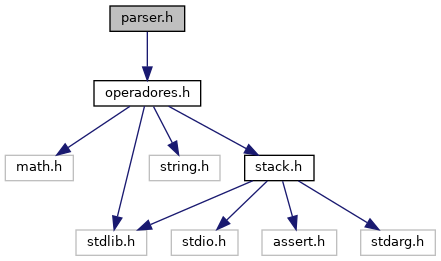 parser.h
operadores.h
math.h
string.h
stack.h
stdlib.h
stdio.h
assert.h
stdarg.h